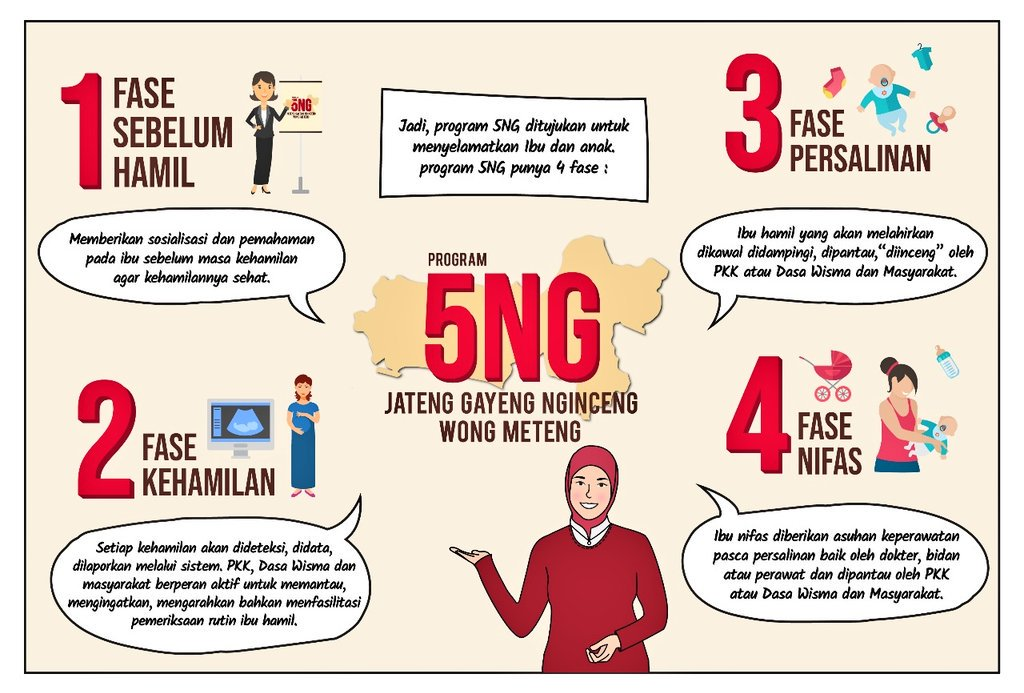 1
FASE
SEBELUM
HAMIL
5NG
Memberikan sosialisasi dan pemahaman
pada ibu sebelum masa kehamilan
agar kehamilannya sehat.
Jadi, program 5NG ditujukan untuk
menyelamatkan Ibu dan anak.
program 5NG punya 4 fase :
PROGRAM
5NG
JATENG GAYENG NGINCENG
WONG METENG
2
FASE
KEHAMILAN
Setiap kehamilan akan dideteksi, didata,
dilaporkan melalui sistem. PKK, Dasa Wisma dan
masyarakat berperan aktif untuk memantau,
mengingatkan, mengarahkan bahkan menfasilitasi
pemeriksaan rutin ibu hamil.
3
FASE
PERSALINAN
Ibu hamil yang akan melahirkan
dikawal didampingi, dipantau,“diinceng” oleh
PKK atau Dasa Wisma dan Masyarakat.
4
FASE
NIFAS
Ibu nifas diberikan asuhan keperawatan
pasca persalinan baik oleh dokter, bidan
atau perawat dan dipantau oleh PKK
atau Dasa Wisma dan Masyarakat.